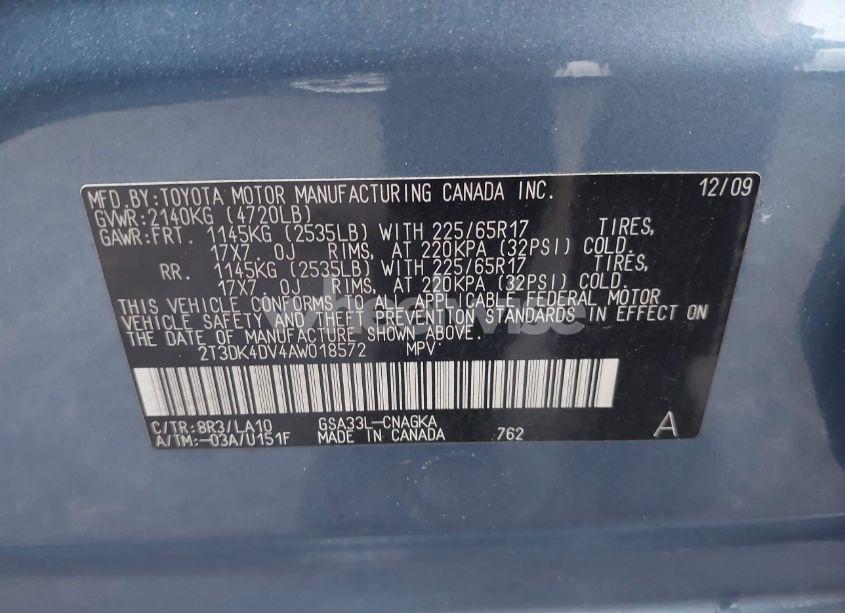 MFD.BY:TOYOTA MOTOR MANUFACTURING CANADA INC. 12/09
GVWR:2140KG (4720LB)
GAWR:FRT. 1145KG (2535LB) WITH 225/65R17 TIRES,
17X7.0J RIMS, AT 220KPA (32PSI) COLD.
RR. 1145KG (2535LB) WITH 225/65R17 TIRES,
17X7.0J RIMS, AT 220KPA (32PSI) COLD.
THIS VEHICLE CONFORMS TO ALL APPLICABLE FEDERAL MOTOR
VEHICLE SAFETY AND THEFT PREVENTION STANDARDS IN EFFECT ON
THE DATE OF MANUFACTURE SHOWN ABOVE.
2T3DK4DV4AW018572 MPV
C/TR:8R3/LA10 GSA33L-CNAGKA
A/TM:-03A/U151F MADE IN CANADA 762 A